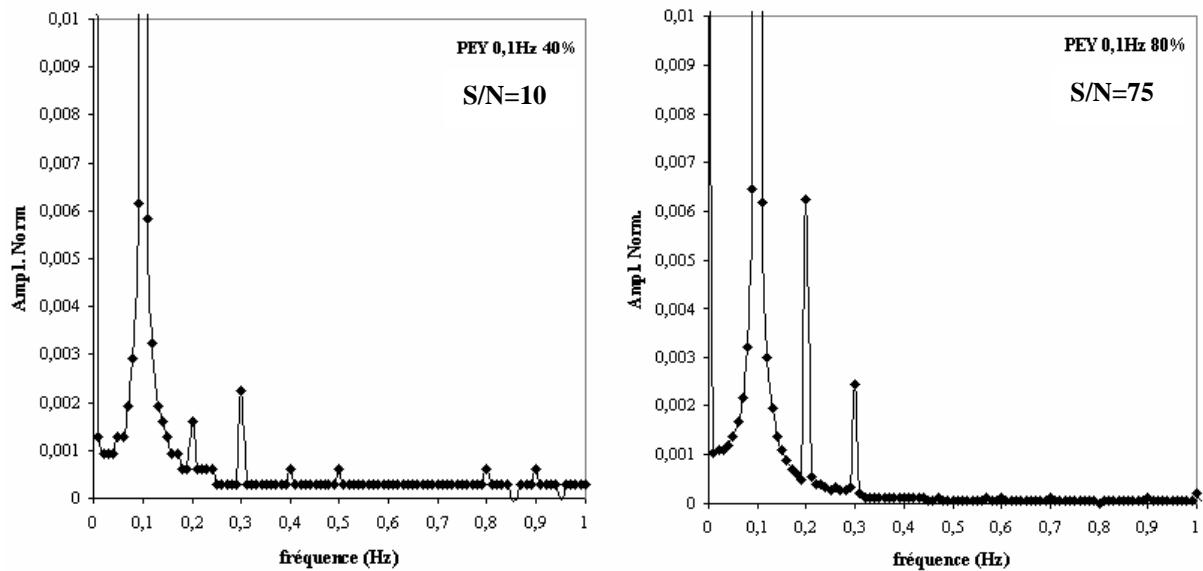 0,01
0,009
0,008
0,007
0,006
0,005
0,004
0,003
0,002
0,001
0
Ampl. Norm
PEY 0,1Hz 40%
S/N=10
0 0,1 0,2 0,3 0,4 0,5 0,6 0,7 0,8 0,9 1
fréquence (Hz)
0,01
0,009
0,008
0,007
0,006
0,005
0,004
0,003
0,002
0,001
0
Ampl. Norm.
PEY 0,1Hz 80%
S/N=75
0 0,1 0,2 0,3 0,4 0,5 0,6 0,7 0,8 0,9 1
fréquence (Hz)